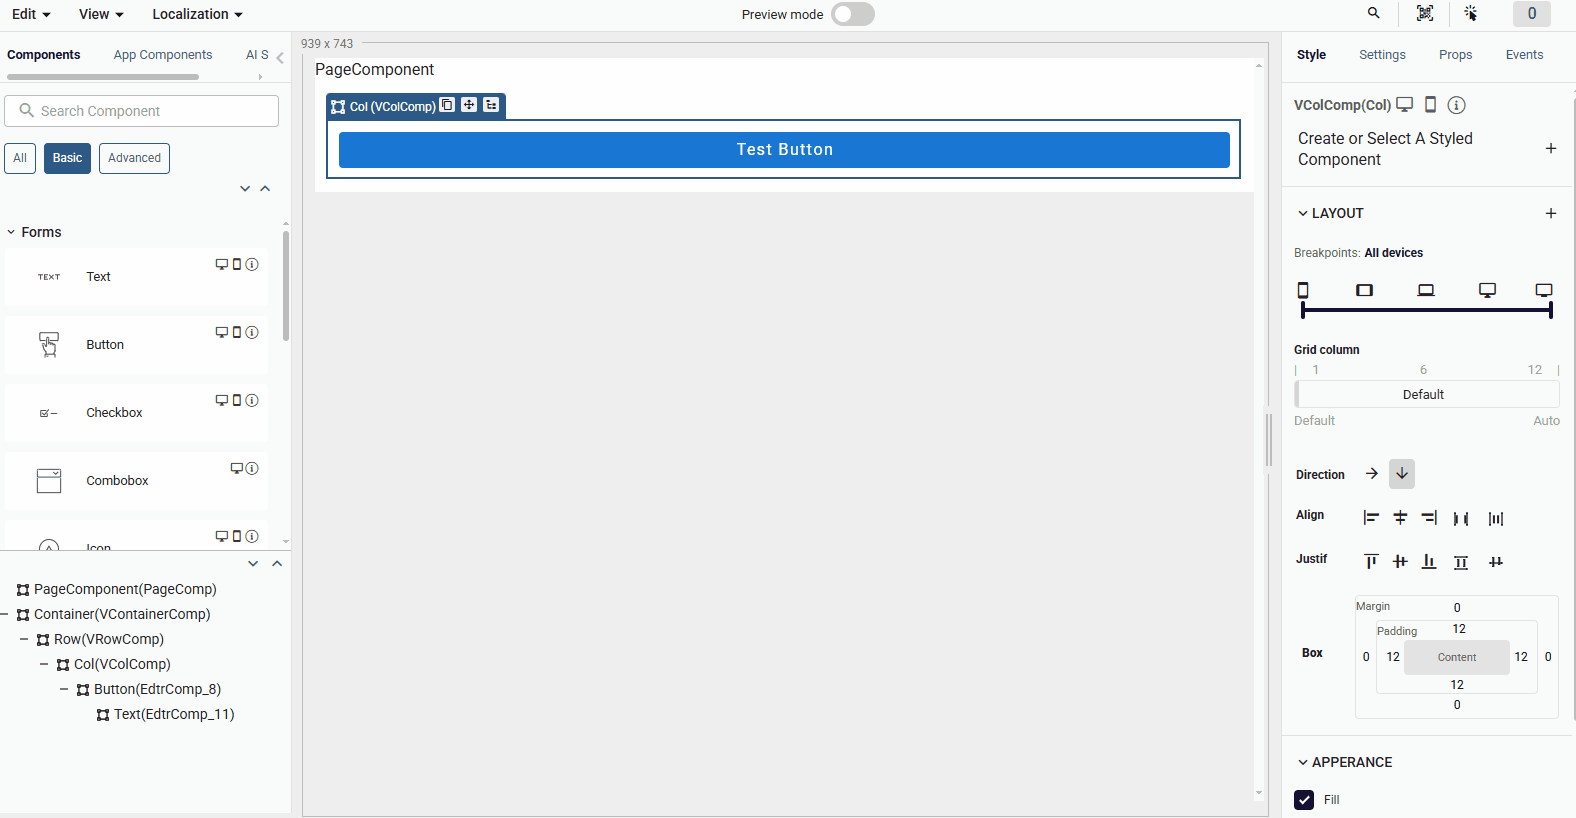 Edit View Localization Preview mode 0
Components App Components AI S
Search Component
All Basic Advanced
Forms
TEXT Text
Button
Checkbox
Combobox
Icon
PageComponent(PageComp)
Container(VContainerComp)
Row(VRowComp)
Col(VColComp)
Button(EdtrComp_8)
Text(EdtrComp_11)
939 x 743
PageComponent
Col (VColComp)
Test Button
Style Settings Props Events
VColComp(Col)
Create or Select A Styled
Component
LAYOUT
Breakpoints: All devices
Grid column
| 1 6 12 |
Default
Default Auto
Direction
Align
Justif
Margin 0
Padding 12
Box 0 12 Content 12 0
12
0
APPERANCE
Fill